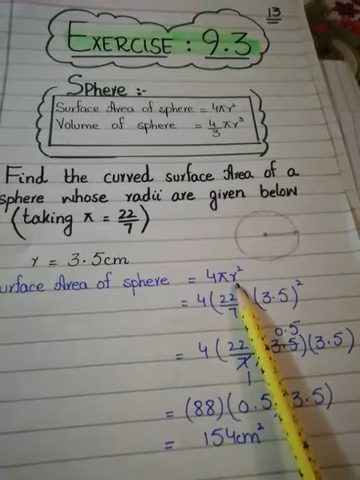 13
EXERCISE : 9.3
Sphere :-
Surface Area of sphere = 4πr²
Volume of sphere = 4/3 πr³
Find the curved surface Area of a
sphere whose radii are given below
(taking π = 22/7)
r = 3.5cm
urface Area of sphere = 4πr²
= 4(22/7)(3.5)²
0.5
= 4(22/7)(3.5)(3.5)
1
= (88)(0.5)(3.5)
= 154cm²